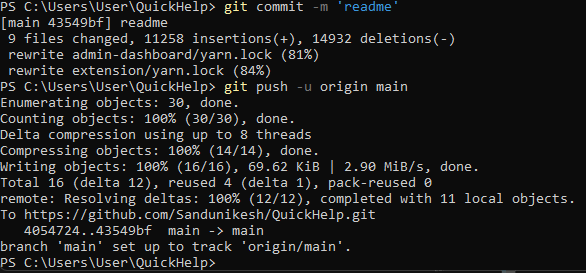 PS C:\Users\User\QuickHelp> git commit -m 'readme'
[main 43549bf] readme
 9 files changed, 11258 insertions(+), 14932 deletions(-)
 rewrite admin-dashboard/yarn.lock (81%)
 rewrite extension/yarn.lock (84%)
PS C:\Users\User\QuickHelp> git push -u origin main
Enumerating objects: 30, done.
Counting objects: 100% (30/30), done.
Delta compression using up to 8 threads
Compressing objects: 100% (14/14), done.
Writing objects: 100% (16/16), 69.62 KiB | 2.90 MiB/s, done.
Total 16 (delta 12), reused 4 (delta 1), pack-reused 0
remote: Resolving deltas: 100% (12/12), completed with 11 local objects.
To https://github.com/Sandunikesh/QuickHelp.git
   4054724..43549bf  main -> main
branch 'main' set up to track 'origin/main'.
PS C:\Users\User\QuickHelp>